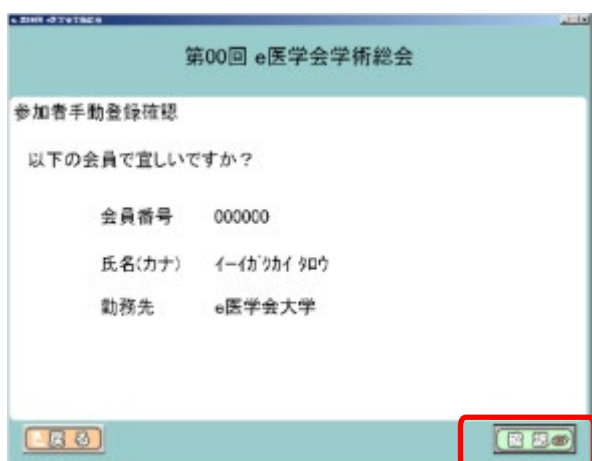 第00回 e医学会学術総会
参加者手動登録確認
以下の会員で宜しいですか？
会員番号 000000
氏名(カナ) ｲｰｲｶﾞｸｶｲ ﾀﾛｳ
勤務先 e医学会大学
戻る
確認